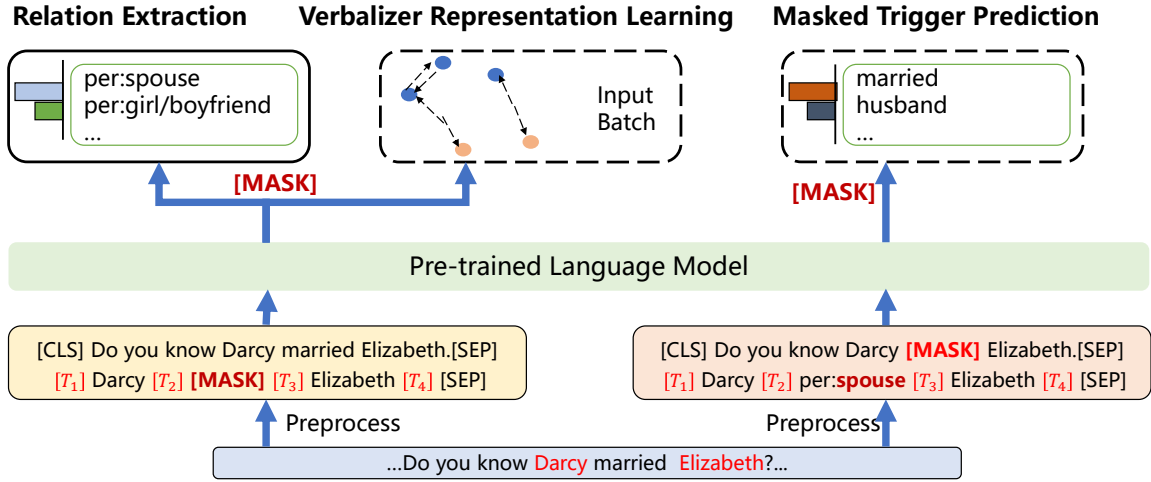 Relation Extraction
Verbalizer Representation Learning
Masked Trigger Prediction
per:spouse
per:girl/boyfriend
...
Input
Batch
married
husband
...
[MASK]
[MASK]
Pre-trained Language Model
[CLS] Do you know Darcy married Elizabeth.[SEP]
[T₁] Darcy [T₂] [MASK] [T₃] Elizabeth [T₄] [SEP]
[CLS] Do you know Darcy [MASK] Elizabeth.[SEP]
[T₁] Darcy [T₂] per:spouse [T₃] Elizabeth [T₄] [SEP]
Preprocess
Preprocess
...Do you know Darcy married Elizabeth?...